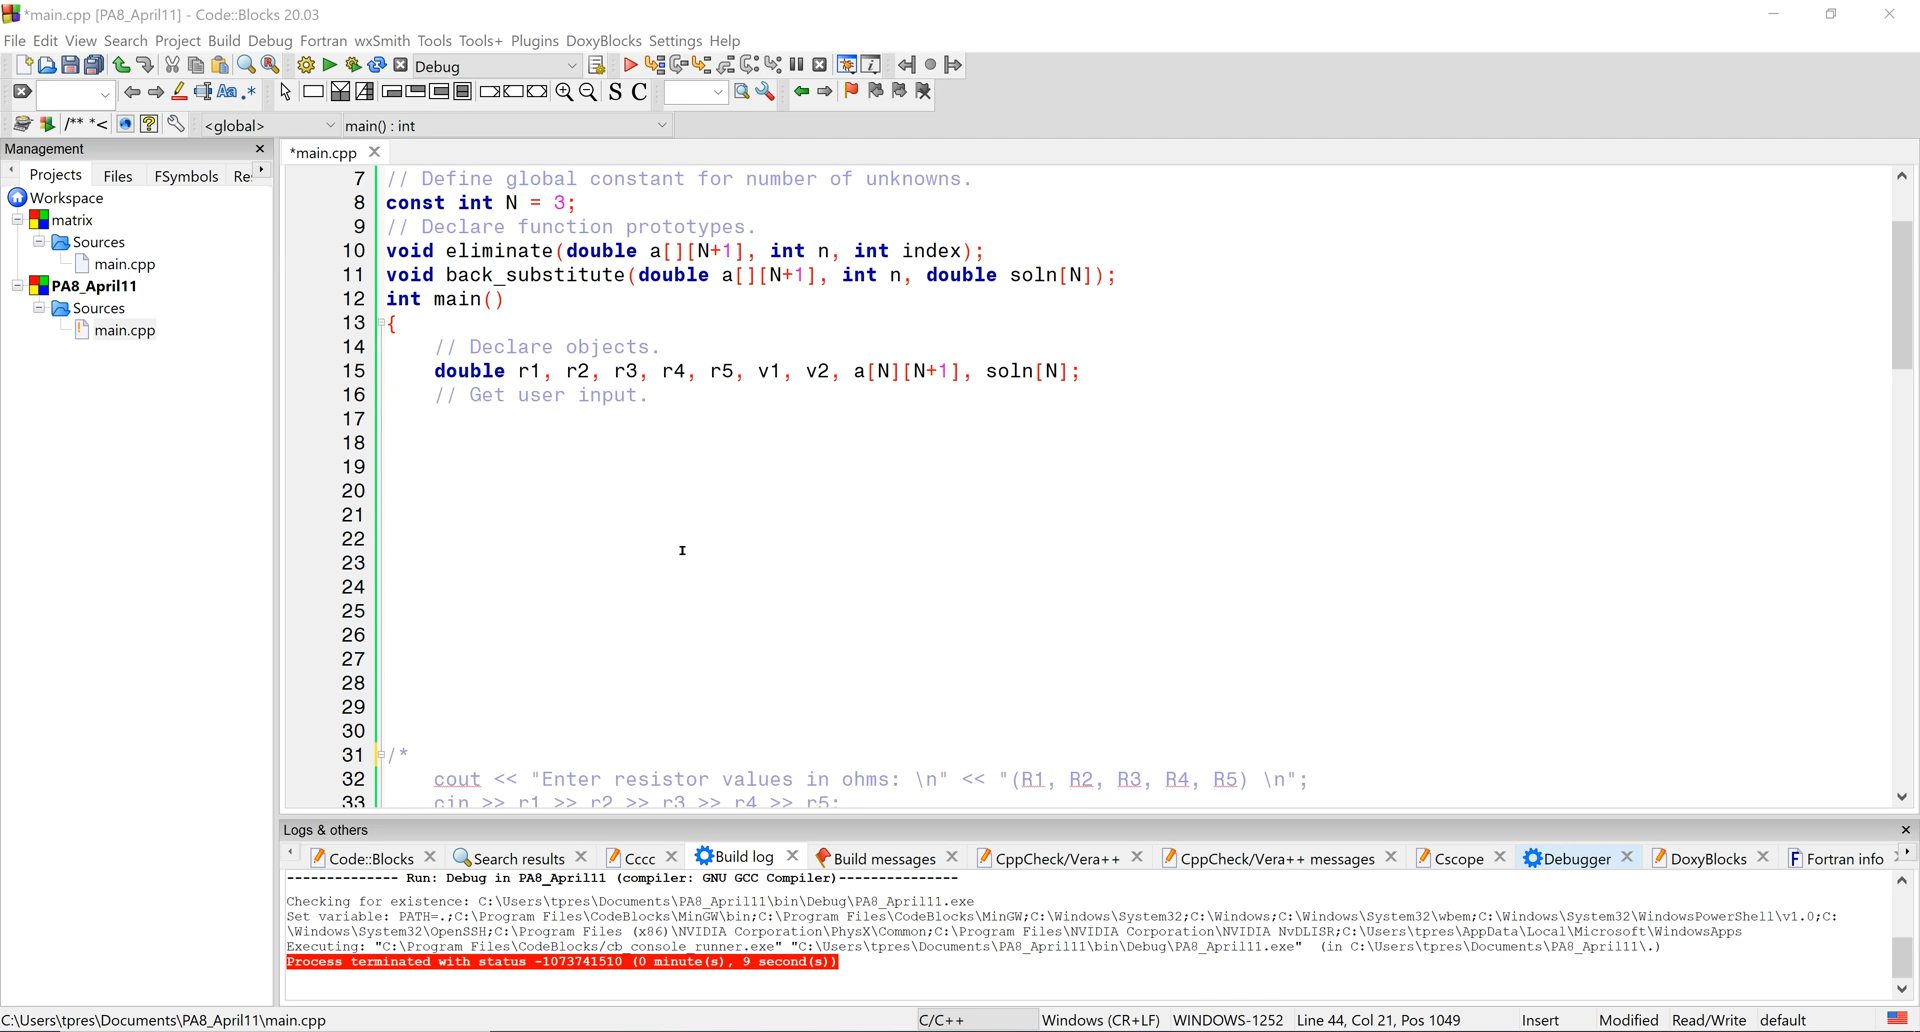 *main.cpp [PA8_April11] - Code::Blocks 20.03
File Edit View Search Project Build Debug Fortran wxSmith Tools Tools+ Plugins DoxyBlocks Settings Help
Debug
S C
/** *<
<global>
main() : int
Management
*main.cpp
Projects Files FSymbols Re
Workspace
matrix
Sources
main.cpp
PA8_April11
Sources
main.cpp
7 // Define global constant for number of unknowns.
8 const int N = 3;
9 // Declare function prototypes.
10 void eliminate(double a[][N+1], int n, int index);
11 void back_substitute(double a[][N+1], int n, double soln[N]);
12 int main()
13 {
14 // Declare objects.
15 double r1, r2, r3, r4, r5, v1, v2, a[N][N+1], soln[N];
16 // Get user input.
17
18
19
20
21
22
23
24
25
26
27
28
29
30
31 /*
32 cout << "Enter resistor values in ohms: \n" << "(R1, R2, R3, R4, R5) \n";
33 cin >> r1 >> r2 >> r3 >> r4 >> r5;
Logs & others
Code::Blocks Search results Cccc Build log Build messages CppCheck/Vera++ CppCheck/Vera++ messages Cscope Debugger DoxyBlocks Fortran info
-------------- Run: Debug in PA8_April11 (compiler: GNU GCC Compiler)---------------
Checking for existence: C:\Users\tpres\Documents\PA8_April11\bin\Debug\PA8_April11.exe
Set variable: PATH=.;C:\Program Files\CodeBlocks\MinGW\bin;C:\Program Files\CodeBlocks\MinGW;C:\Windows\System32;C:\Windows;C:\Windows\System32\wbem;C:\Windows\System32\WindowsPowerShell\v1.0;C:
\Windows\System32\OpenSSH;C:\Program Files (x86)\NVIDIA Corporation\PhysX\Common;C:\Program Files\NVIDIA Corporation\NVIDIA NvDLISR;C:\Users\tpres\AppData\Local\Microsoft\WindowsApps
Executing: "C:\Program Files\CodeBlocks/cb_console_runner.exe" "C:\Users\tpres\Documents\PA8_April11\bin\Debug\PA8_April11.exe" (in C:\Users\tpres\Documents\PA8_April11\.)
Process terminated with status -1073741510 (0 minute(s), 9 second(s))
C:\Users\tpres\Documents\PA8_April11\main.cpp
C/C++
Windows (CR+LF)
WINDOWS-1252
Line 44, Col 21, Pos 1049
Insert
Modified
Read/Write
default